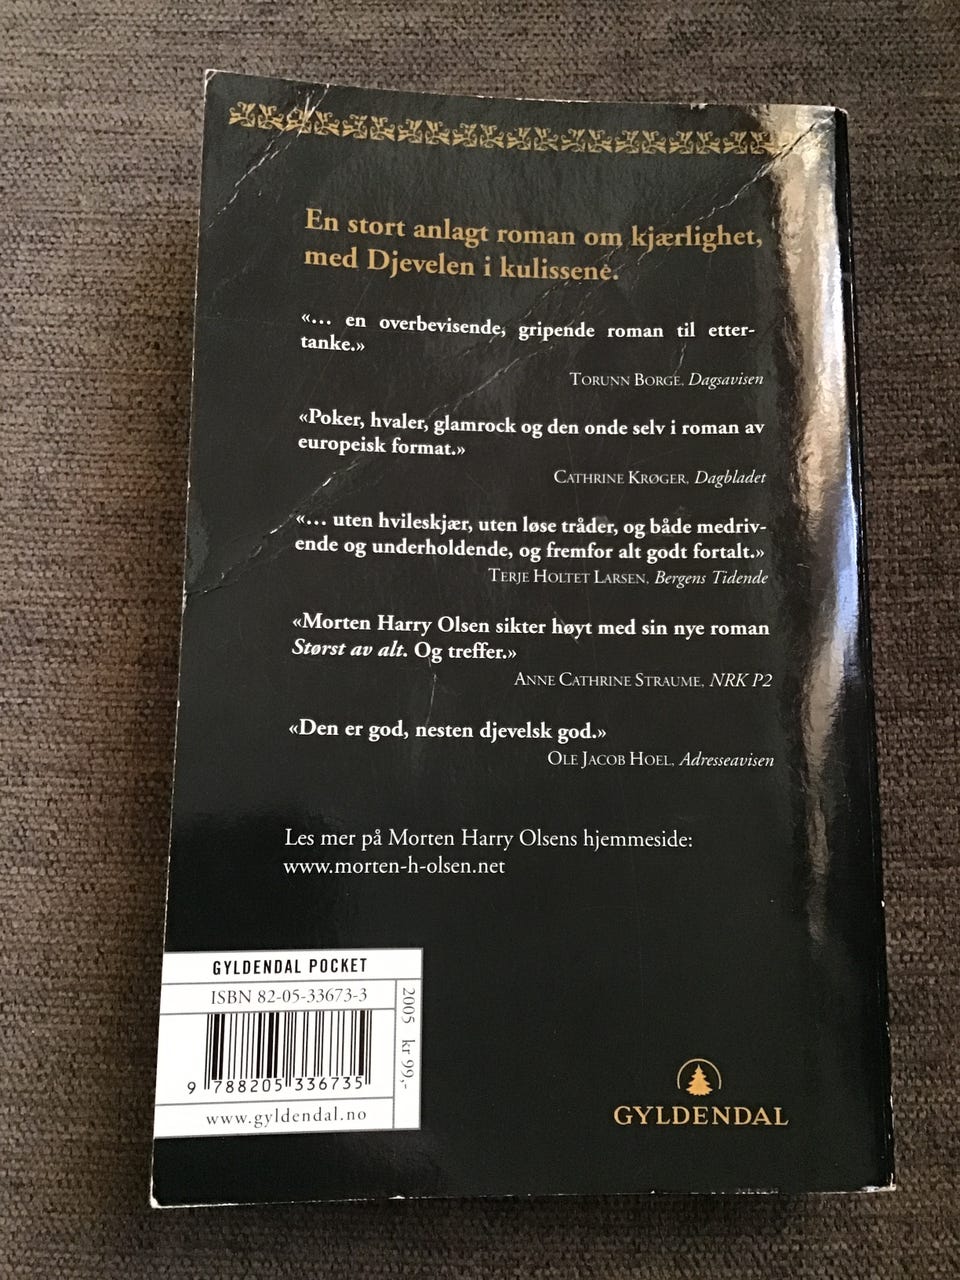 En stort anlagt roman om kjærlighet,
med Djevelen i kulissene.
«… en overbevisende, gripende roman til etter-
tanke.»
Torunn Borge, Dagsavisen
«Poker, hvaler, glamrock og den onde selv i roman av
europeisk format.»
Cathrine Krøger, Dagbladet
«… uten hvileskjær, uten løse tråder, og både medriv-
ende og underholdende, og fremfor alt godt fortalt.»
Terje Holtet Larsen, Bergens Tidende
«Morten Harry Olsen sikter høyt med sin nye roman
Størst av alt. Og treffer.»
Anne Cathrine Straume, NRK P2
«Den er god, nesten djevelsk god.»
Ole Jacob Hoel, Adresseavisen
Les mer på Morten Harry Olsens hjemmeside:
www.morten-h-olsen.net
GYLDENDAL POCKET
ISBN 82-05-33673-3
2005 kr 99,-
9 788205 336735
www.gyldendal.no
GYLDENDAL